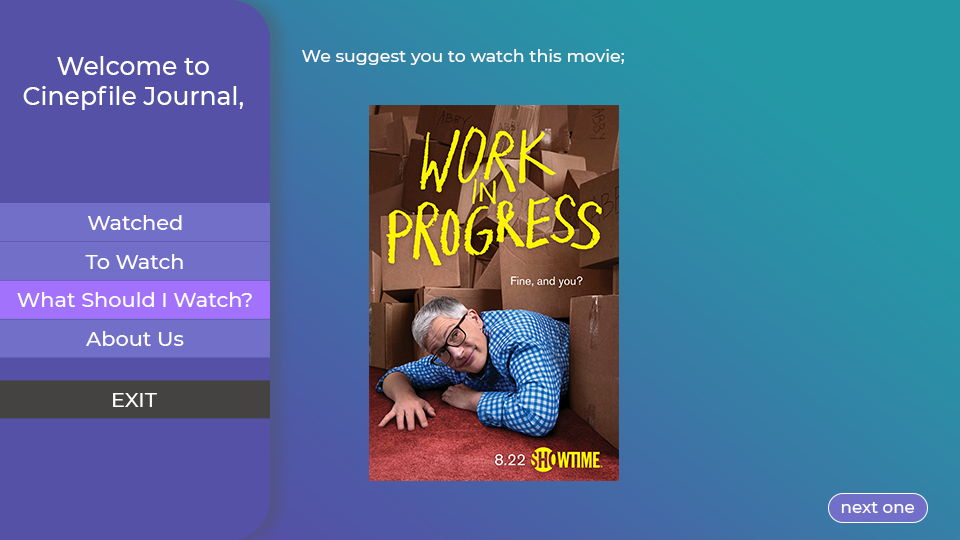 Welcome to
Cinepfile Journal,
Watched
To Watch
What Should I Watch?
About Us
EXIT
We suggest you to watch this movie;
ABBY
WORK
IN
PROGRESS
Fine, and you?
8.22 SHOWTIME
next one